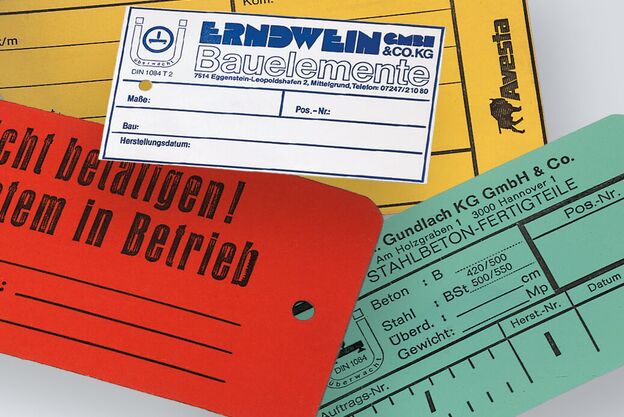 k/m
Avesta
Ü
überwacht
DIN 1084 T 2
ERNDWEIN GMBH
& CO.KG
Bauelemente
7514 Eggenstein-Leopoldshafen 2, Mittelgrund, Telefon: 07247/21080
Maße:
Pos.–Nr.:
Bau:
Herstellungsdatum:
betätigen!
in Betrieb
:
Gundlach KG GmbH & Co.
Am Holzgraben 1 3000 Hannover 1
STAHLBETON-FERTIGTEILE
Pos.-Nr.
Beton : B 420/500
Stahl : BSt 500/550
Überd. : cm
Gewicht: Mp
Herst.-Nr.
Datum
DIN 1084
überwacht
Auftrags-Nr.